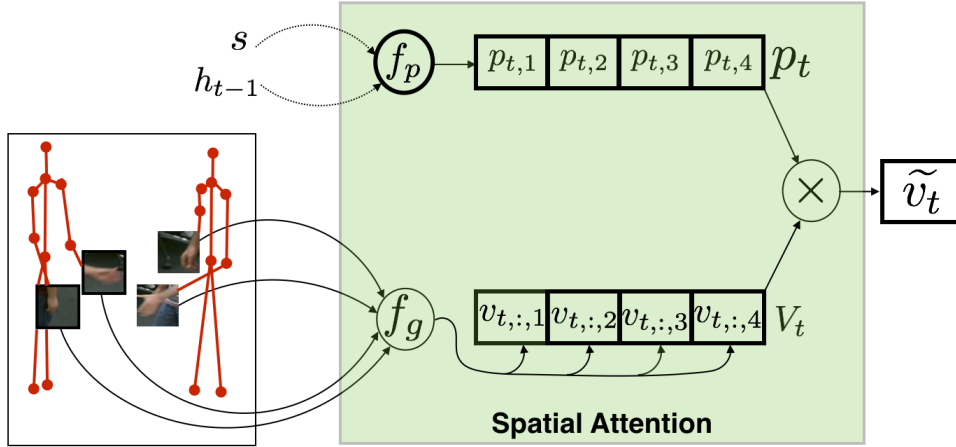 s
h_{t-1}
f_p
p_{t,1} p_{t,2} p_{t,3} p_{t,4} p_t
×
ṽ_t
f_g
v_{t,:,1} v_{t,:,2} v_{t,:,3} v_{t,:,4} V_t
Spatial Attention